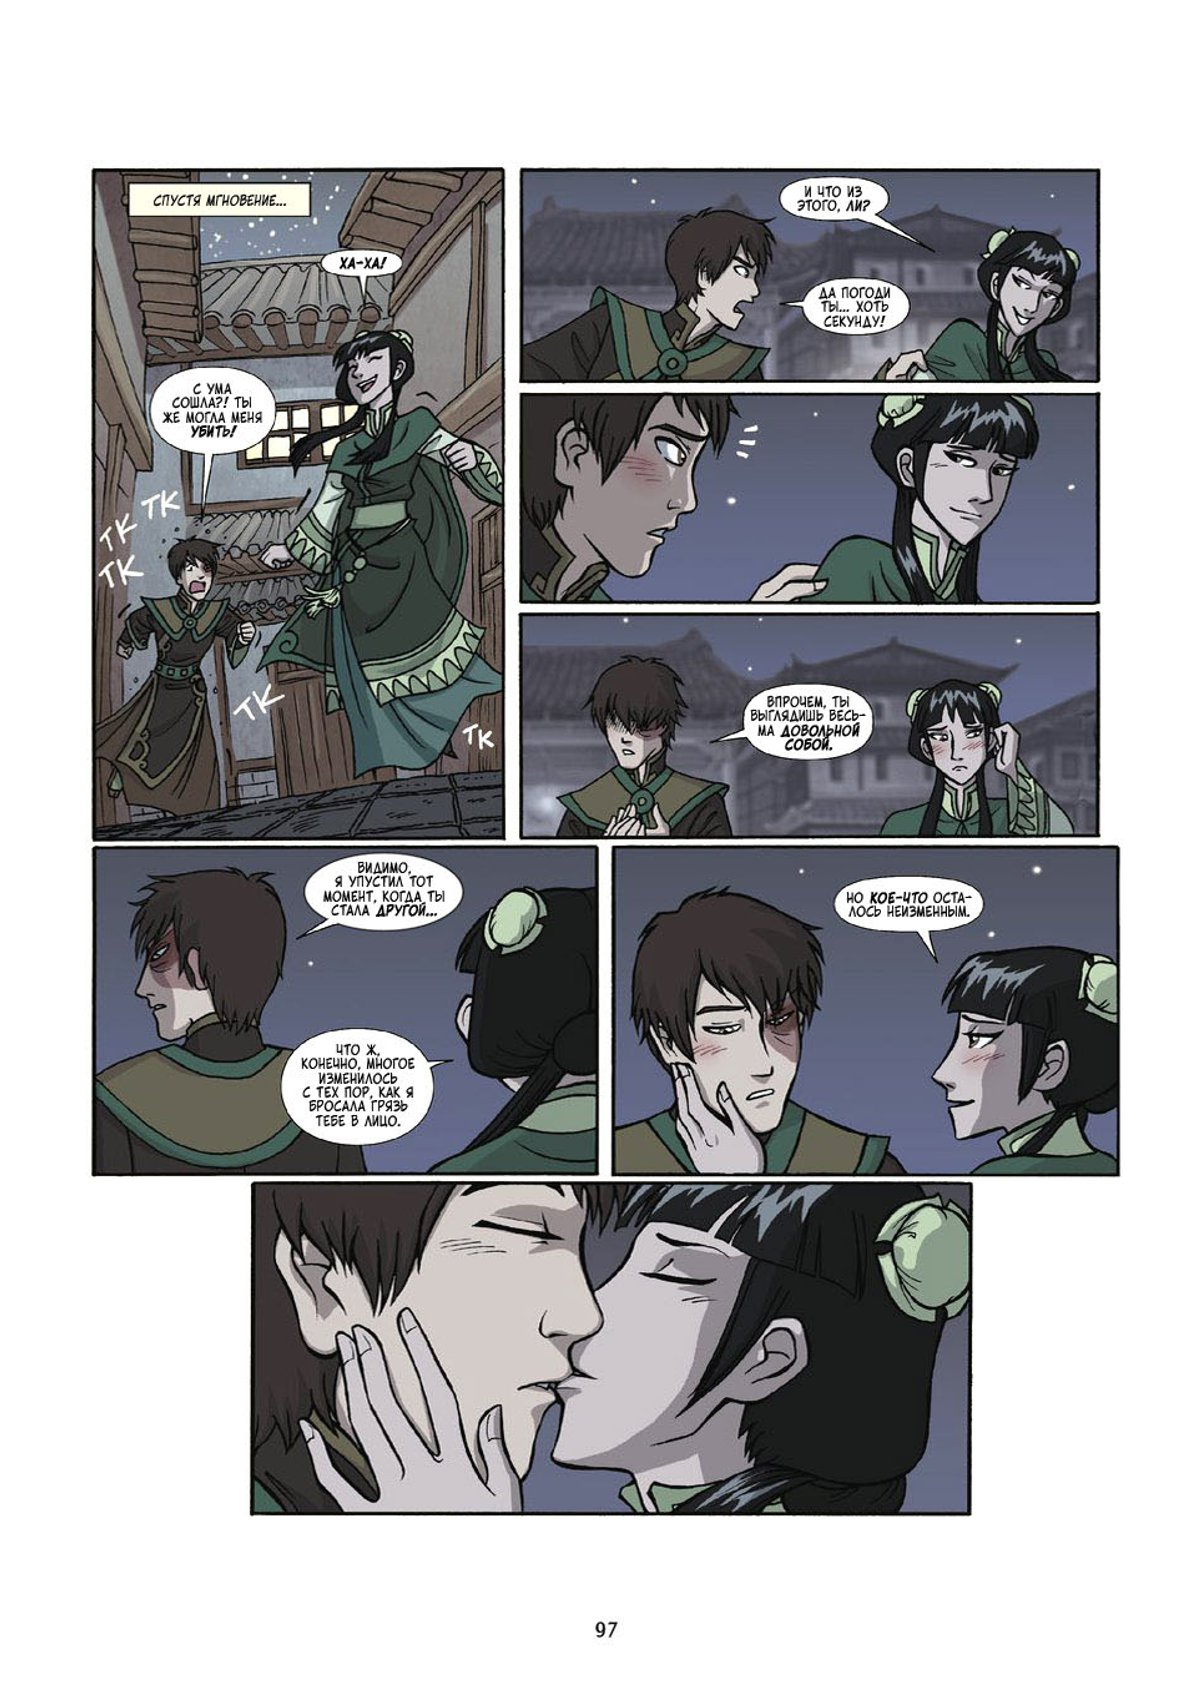 СПУСТЯ МГНОВЕНИЕ...
ХА-ХА!
С УМА
СОШЛА?! ТЫ
ЖЕ МОГЛА МЕНЯ
УБИТЬ!
ТК
ТК
ТК
ТК
ТК
И ЧТО ИЗ
ЭТОГО, ЛИ?
ДА ПОГОДИ
ТЫ... ХОТЬ
СЕКУНДУ!
ВПРОЧЕМ, ТЫ
ВЫГЛЯДИШЬ ВЕСЬ-
МА ДОВОЛЬНОЙ
СОБОЙ.
ВИДИМО,
Я УПУСТИЛ ТОТ
МОМЕНТ, КОГДА ТЫ
СТАЛА ДРУГОЙ...
ЧТО Ж,
КОНЕЧНО, МНОГОЕ
ИЗМЕНИЛОСЬ
С ТЕХ ПОР, КАК Я
БРОСАЛА ГРЯЗЬ
ТЕБЕ В ЛИЦО.
НО КОЕ-ЧТО ОСТА-
ЛОСЬ НЕИЗМЕННЫМ.
97